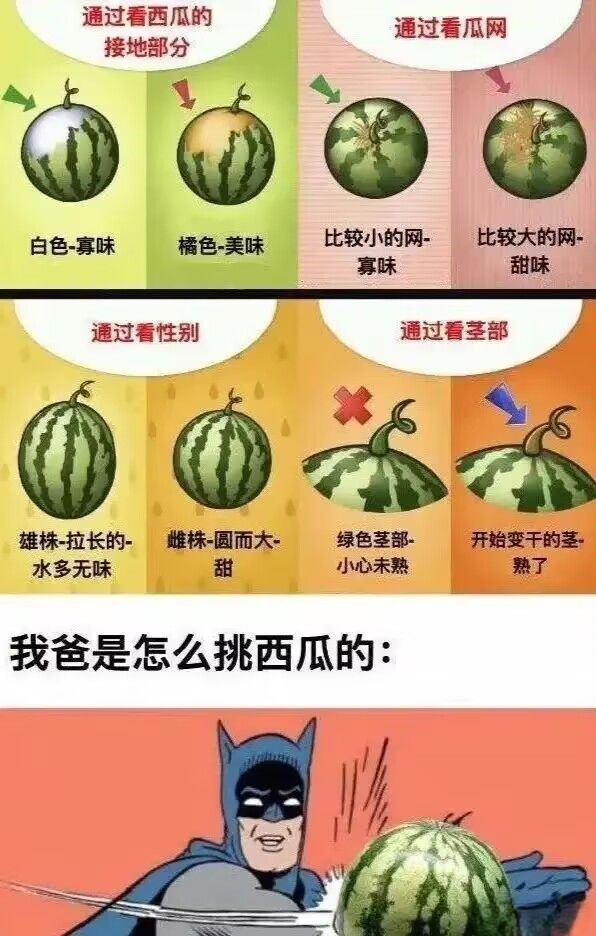 通过看西瓜的
接地部分
通过看瓜网
白色-寡味
橘色-美味
比较小的网-
寡味
比较大的网-
甜味
通过看性别
通过看茎部
雄株-拉长的-
水多无味
雌株-圆而大-
甜
绿色茎部-
小心未熟
开始变干的茎-
熟了
我爸是怎么挑西瓜的：